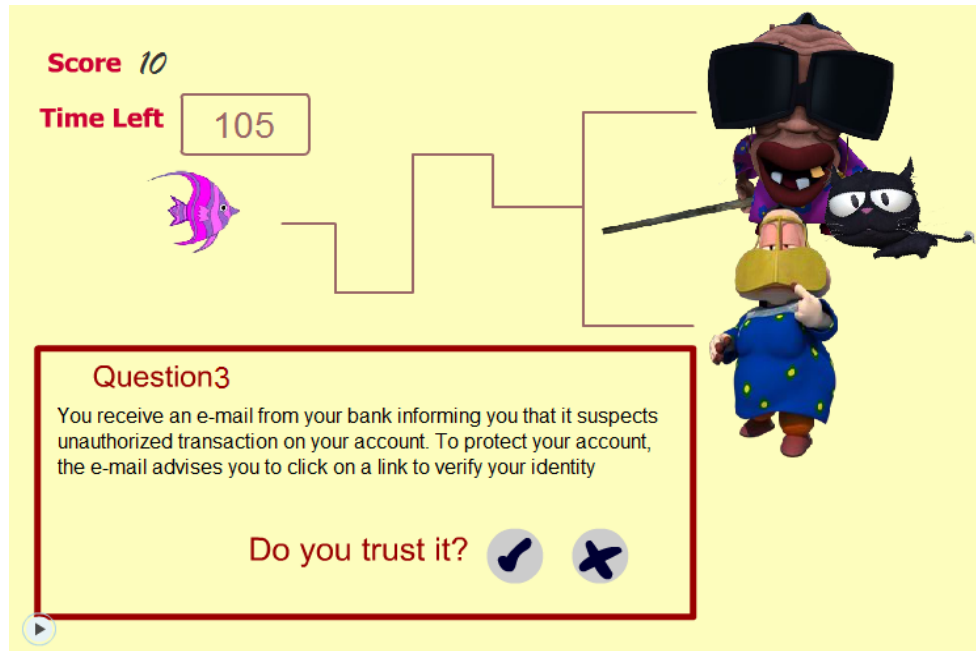 Score 10
Time Left 105
Question3
You receive an e-mail from your bank informing you that it suspects
unauthorized transaction on your account. To protect your account,
the e-mail advises you to click on a link to verify your identity
Do you trust it?